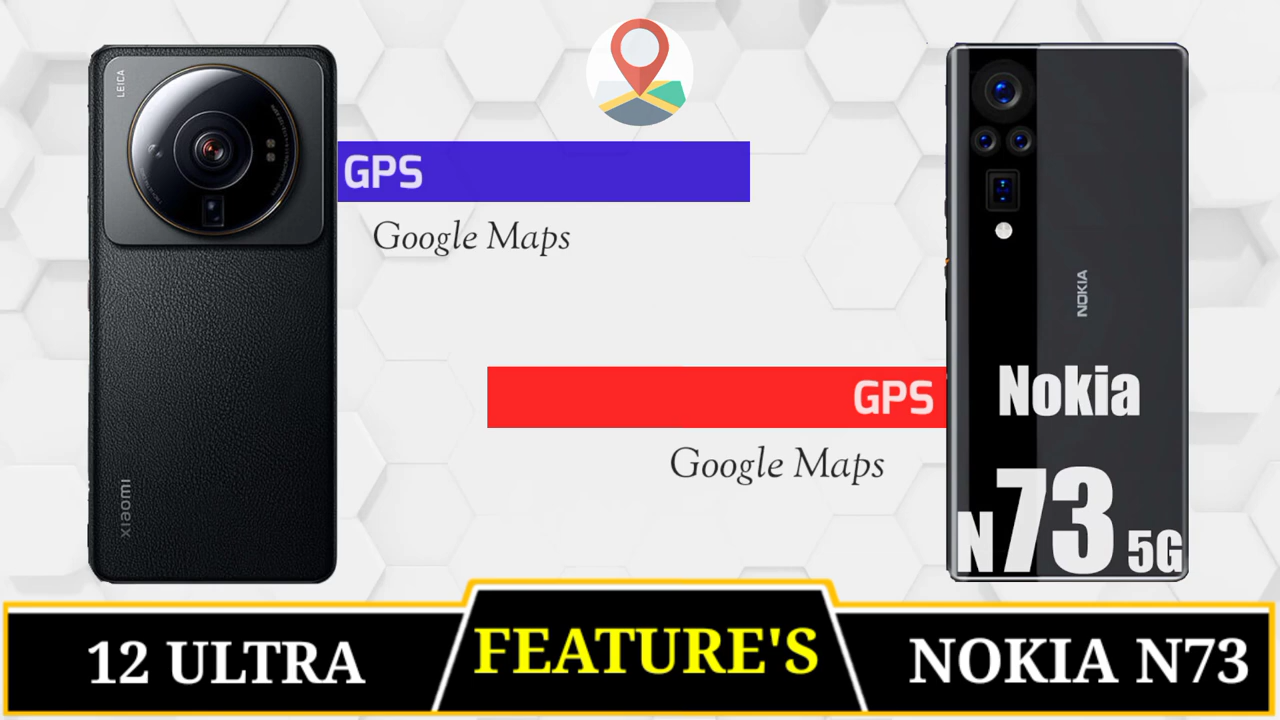 LEICA
xiaomi
GPS
Google Maps
GPS
Google Maps
NOKIA
Nokia
N73 5G
12 ULTRA
FEATURE'S
NOKIA N73